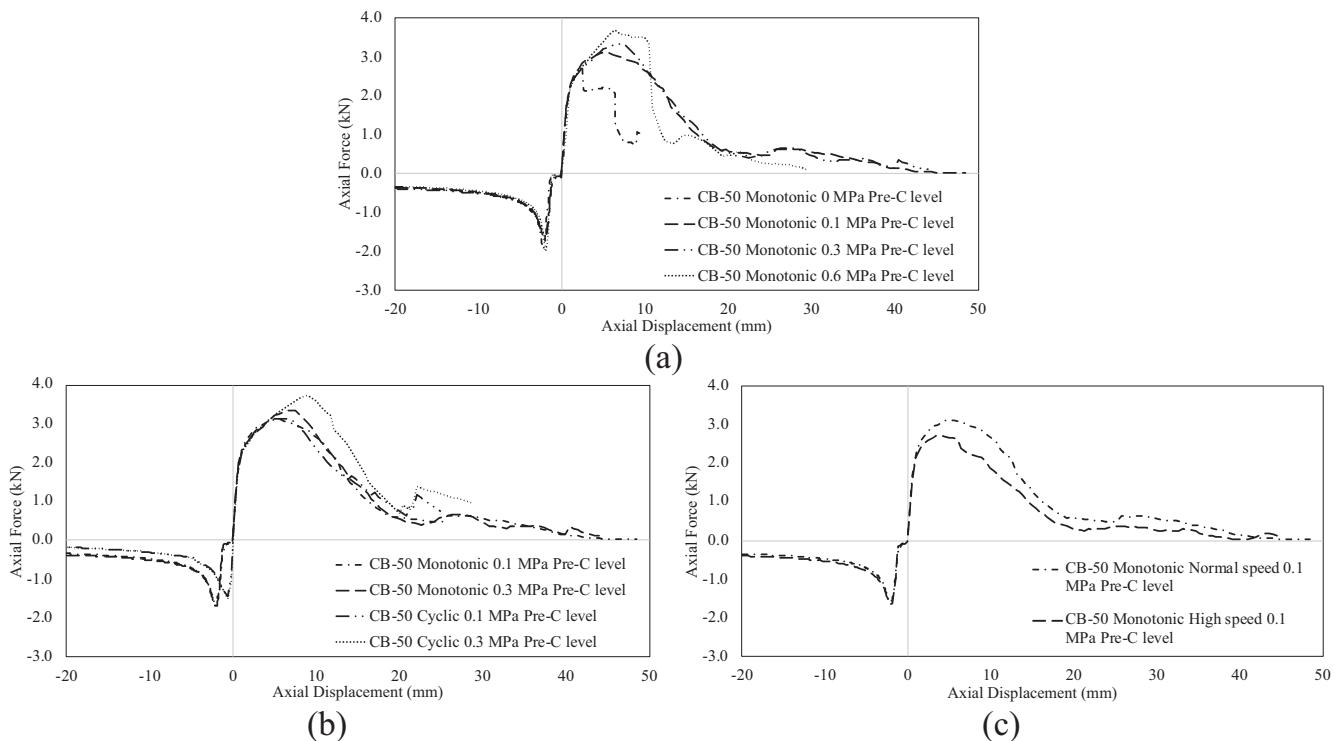 4.0
3.0
2.0
1.0
0.0
-1.0
-2.0
-3.0
Axial Force (kN)
CB-50 Monotonic 0 MPa Pre-C level
CB-50 Monotonic 0.1 MPa Pre-C level
CB-50 Monotonic 0.3 MPa Pre-C level
CB-50 Monotonic 0.6 MPa Pre-C level
-20 -10 0 10 20 30 40 50
Axial Displacement (mm)
(a)
4.0
3.0
2.0
1.0
0.0
-1.0
-2.0
-3.0
Axial Force (kN)
CB-50 Monotonic 0.1 MPa Pre-C level
CB-50 Monotonic 0.3 MPa Pre-C level
CB-50 Cyclic 0.1 MPa Pre-C level
CB-50 Cyclic 0.3 MPa Pre-C level
-20 -10 0 10 20 30 40 50
Axial Displacement (mm)
(b)
4.0
3.0
2.0
1.0
0.0
-1.0
-2.0
-3.0
Axial Force (kN)
CB-50 Monotonic Normal speed 0.1
MPa Pre-C level
CB-50 Monotonic High speed 0.1
MPa Pre-C level
-20 -10 0 10 20 30 40 50
Axial Displacement (mm)
(c)